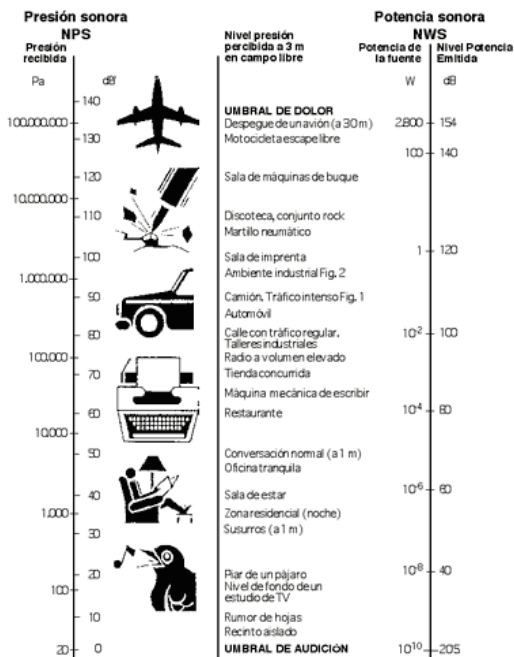 Presión sonora
NPS
Presión
recibida
Pa
dB'
Nivel presión
percibida a 3 m
en campo libre
Potencia sonora
NWS
Potencia de
la fuente
Nivel Potencia
Emitida
W
dB
140
UMBRAL DE DOLOR
100.000.000
Despegue de un avión (a 30 m)
2.800
154
130
Motocicleta escape libre
100
140
120
Sala de máquinas de buque
10.000.000
110
Discoteca, conjunto rock
Martillo neumático
100
Sala de imprenta
1
120
1.000.000
Ambiente industrial Fig. 2
90
Camión. Tráfico intenso Fig. 1
Automóvil
80
Calle con tráfico regular.
Talleres industriales
10-2
100
100.000
Radio a volumen elevado
70
Tienda concurrida
Máquina mecánica de escribir
60
Restaurante
10-4
80
10.000
50
Conversación normal (a 1 m)
Oficina tranquila
40
Sala de estar
10-6
60
1.000
Zona residencial (noche)
30
Susurros (a 1 m)
20
Piar de un pájaro
10-8
40
100
Nivel de fondo de un
estudio de TV
10
Rumor de hojas
Recinto aislado
20
0
UMBRAL DE AUDICIÓN
1010
205